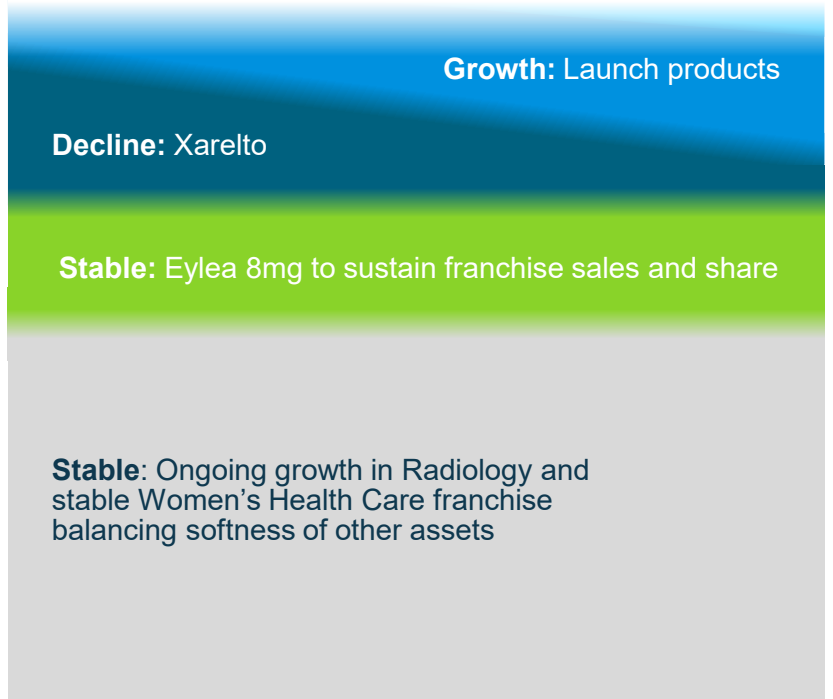 Growth: Launch products
Decline: Xarelto
Stable: Eylea 8mg to sustain franchise sales and share
Stable: Ongoing growth in Radiology and
stable Women’s Health Care franchise
balancing softness of other assets